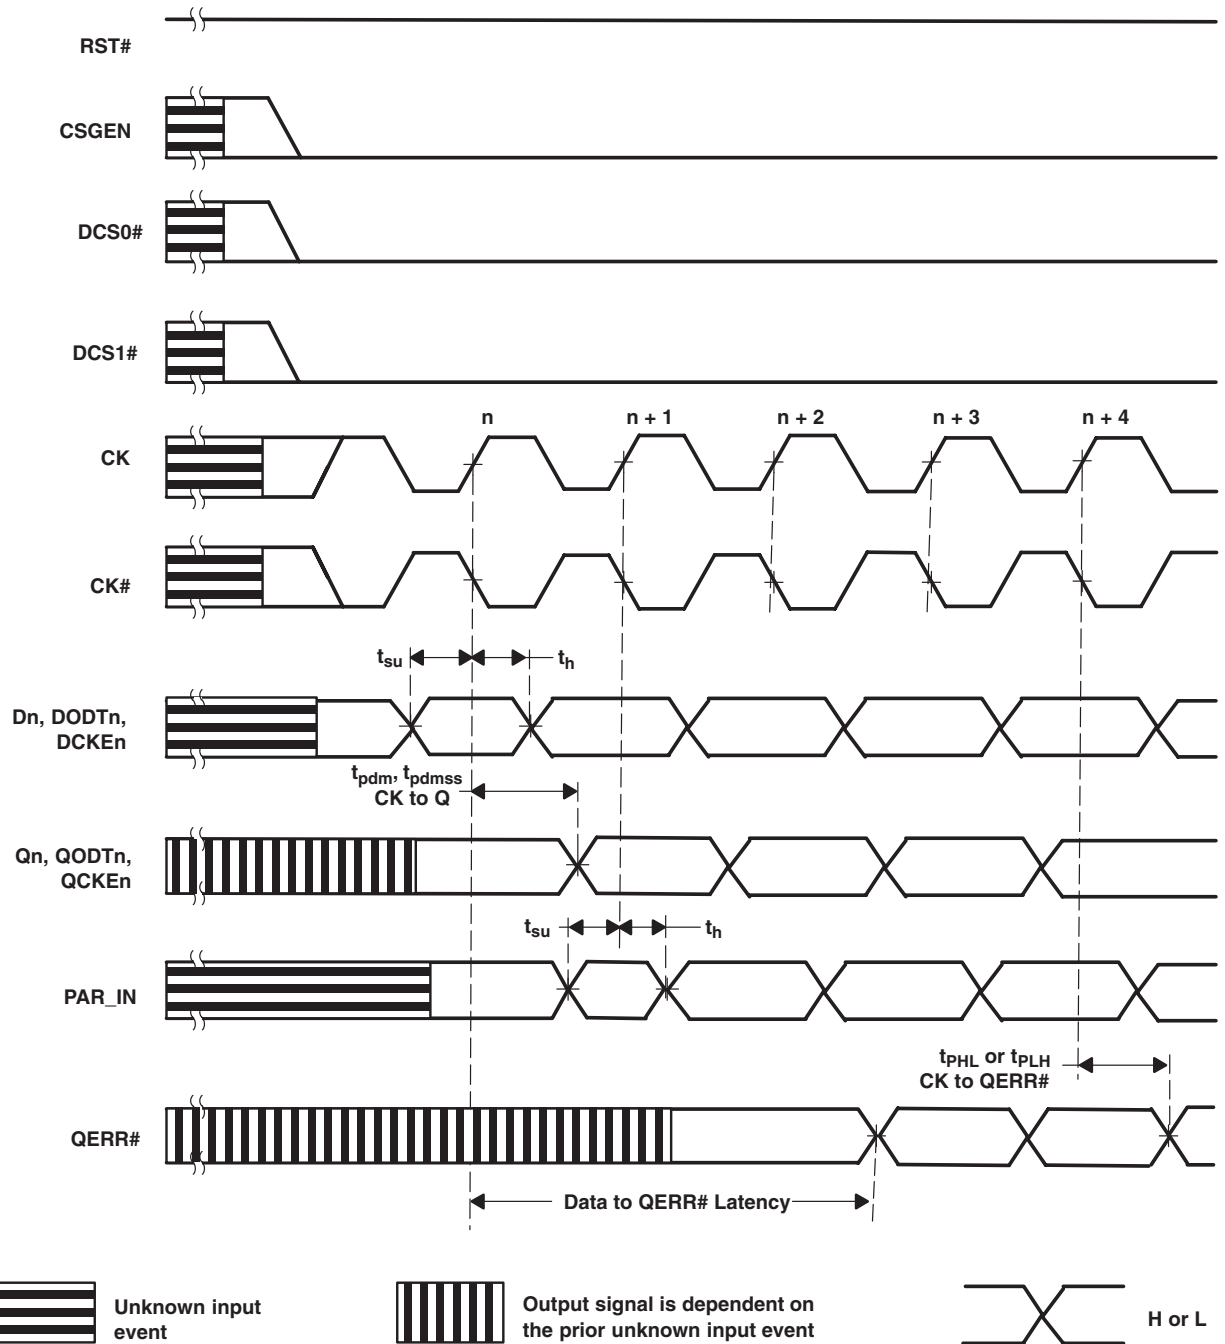 RST#
CSGEN
DCS0#
DCS1#
n
n + 1
n + 2
n + 3
n + 4
CK
CK#
tsu
th
Dn, DODTn,
DCKEn
tpdm, tpdmss
CK to Q
Qn, QODTn,
QCKEn
tsu
th
PAR_IN
tPHL or tPLH
CK to QERR#
QERR#
Data to QERR# Latency
Unknown input
event
Output signal is dependent on
the prior unknown input event
H or L